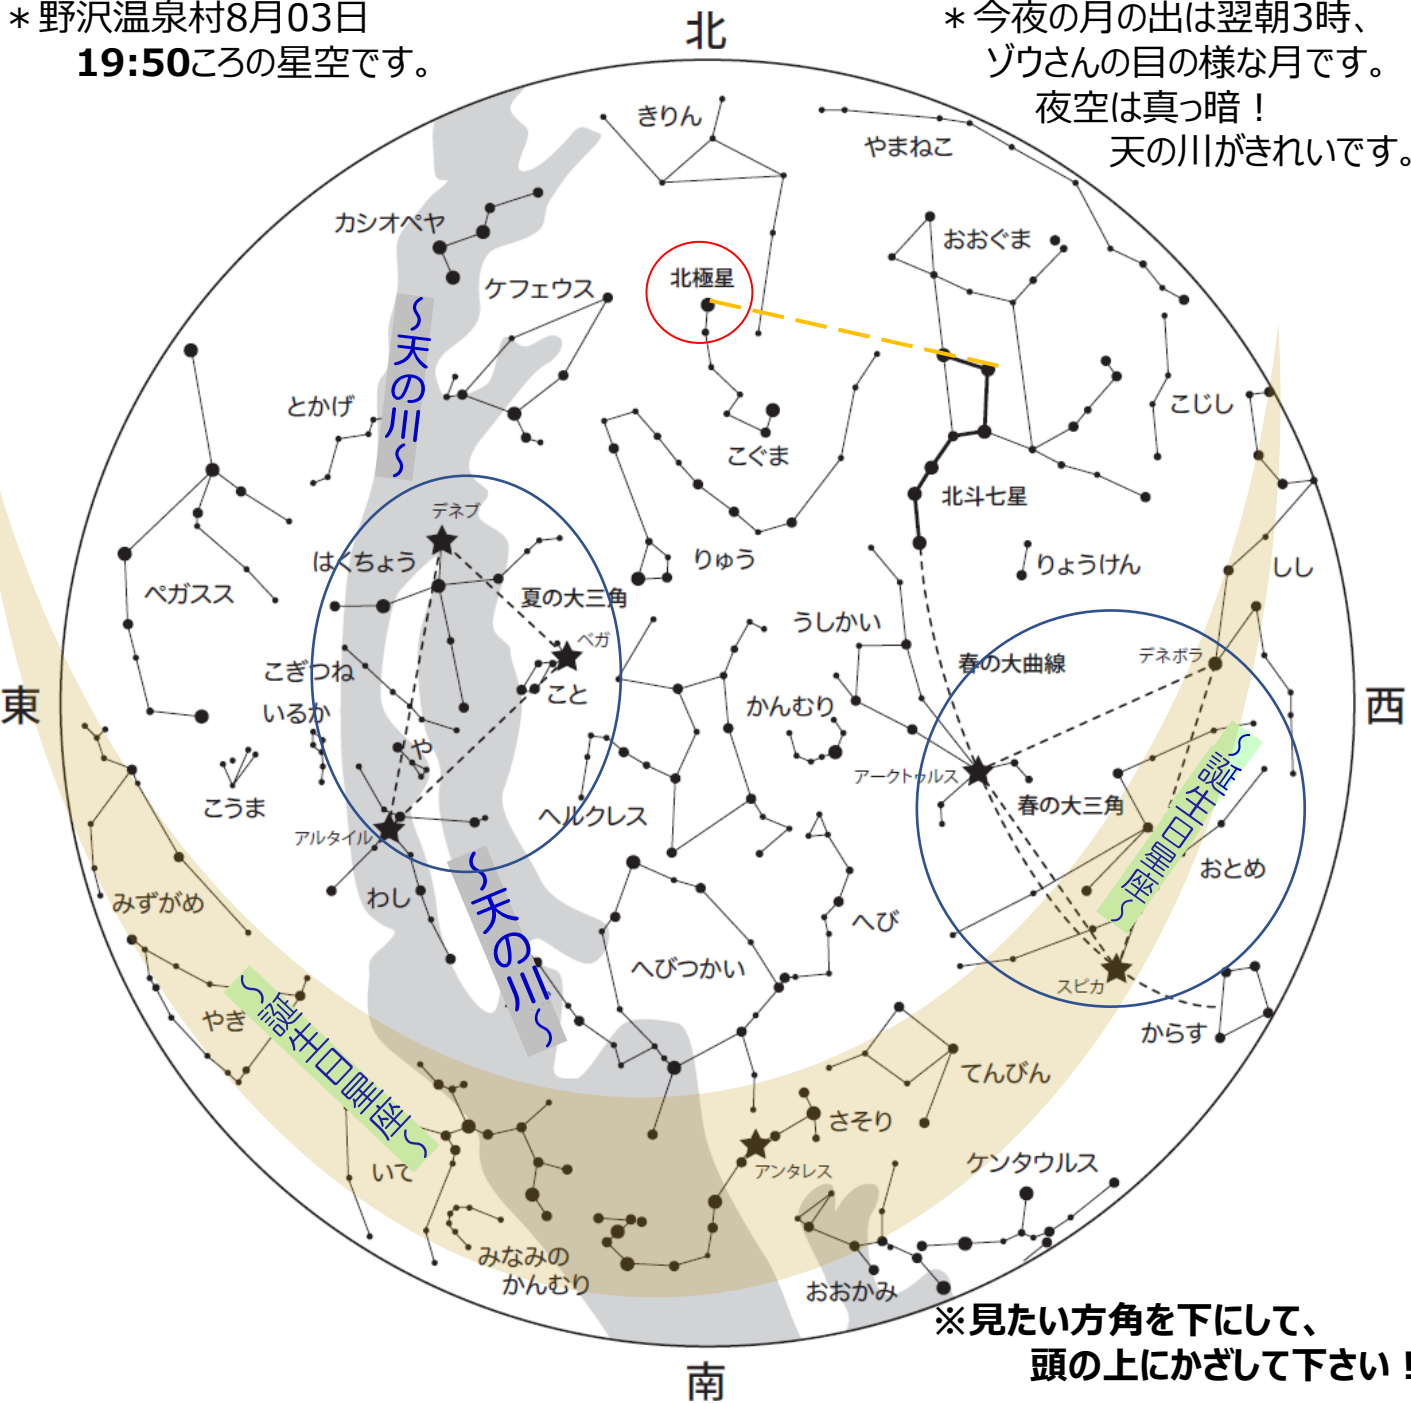 ＊野沢温泉村8月03日
19:50ころの星空です。
北
＊今夜の月の出は翌朝3時、
ゾウさんの目の様な月です。
夜空は真っ暗！
天の川がきれいです。
きりん
やまねこ
カシオペヤ
おおぐま
北極星
ケフェウス
～天の川～
とかげ
こじし
こぐま
北斗七星
デネブ
はくちょう
りゅう
りょうけん
しし
ペガスス
夏の大三角
うしかい
ベガ
春の大曲線
デネボラ
こぎつね
こと
東
いるか
かんむり
西
や
アークトゥルス
～誕生日星座～
こうま
ヘルクレス
春の大三角
アルタイル
おとめ
わし
みずがめ
～天の川～
へび
へびつかい
スピカ
やぎ
～誕生日星座～
からす
てんびん
さそり
いて
アンタレス
ケンタウルス
みなみの
かんむり
おおかみ
※見たい方角を下にして、
頭の上にかざして下さい！
南